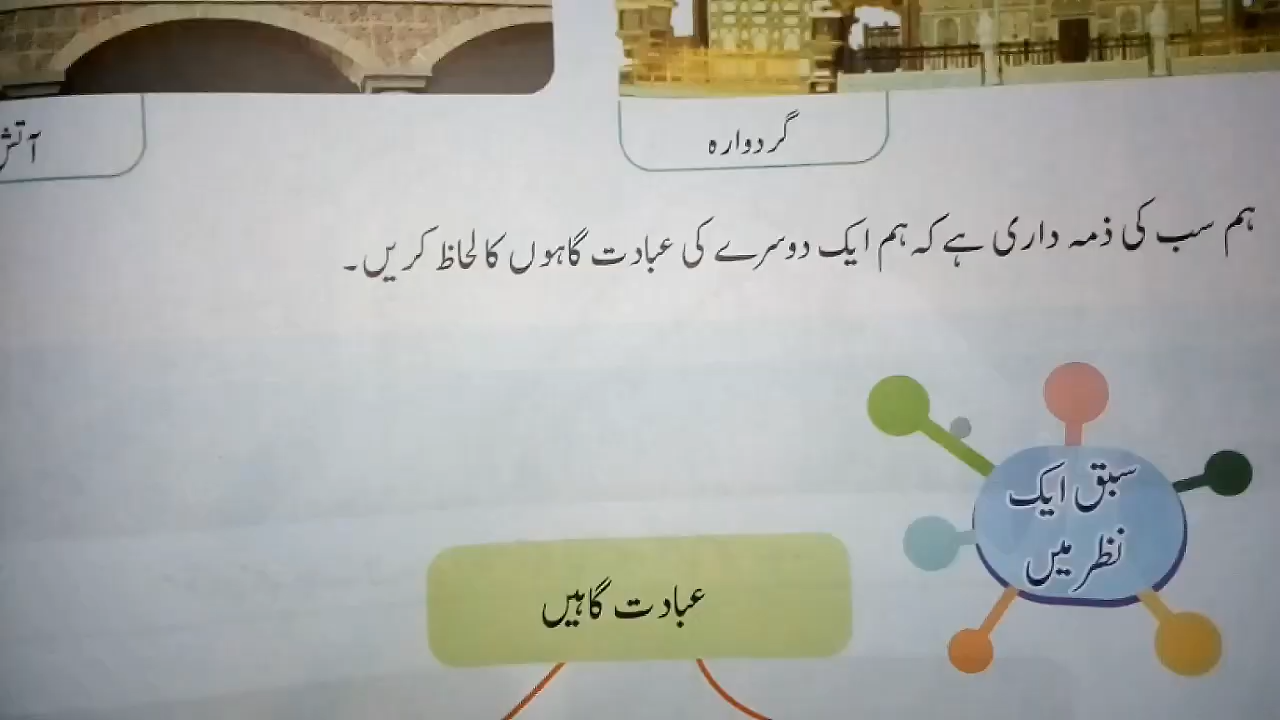 گردوارہ
آتش
ہم سب کی ذمہ داری ہے کہ ہم ایک دوسرے کی عبادت گاہوں کا لحاظ کریں۔
سبق ایک
نظر میں
عبادت گاہیں